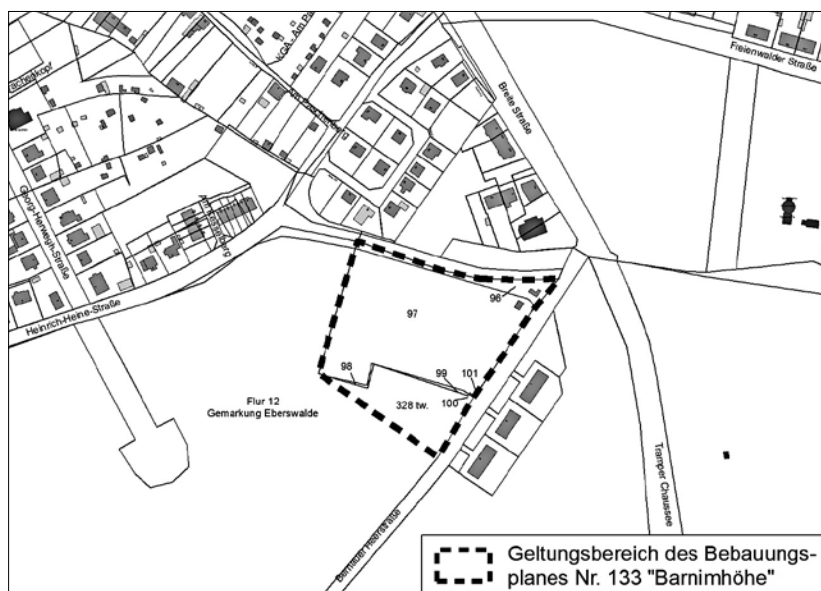 Freienwalder Straße
rachenkopf
Breite Straße
Georg-Herwegh-Straße
Heinrich-Heine-Straße
96
97
98
99
101
100
328 tw.
Flur 12
Gemarkung Eberswalde
Tramper Chaussee
Bernauer Heerstraße
Geltungsbereich des Bebauungs-
planes Nr. 133 "Barnimhöhe"